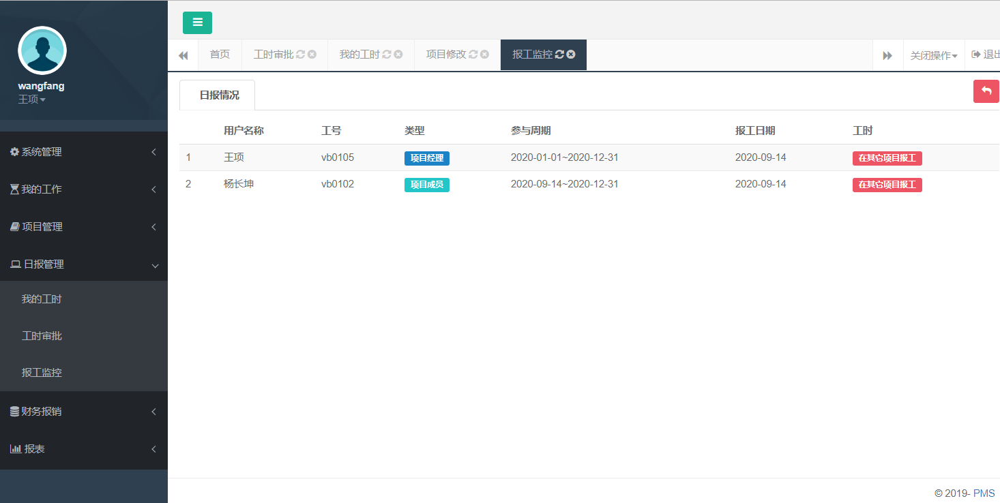 wangfang
王项
系统管理
我的工作
项目管理
日报管理
我的工时
工时审批
报工监控
财务报销
报表
首页 工时审批 我的工时 项目修改 报工监控 关闭操作 退出
日报情况
用户名称 工号 类型 参与周期 报工日期 工时
1 王项 vb0105 项目经理 2020-01-01~2020-12-31 2020-09-14 在其它项目报工
2 杨长坤 vb0102 项目成员 2020-09-14~2020-12-31 2020-09-14 在其它项目报工
© 2019- PMS